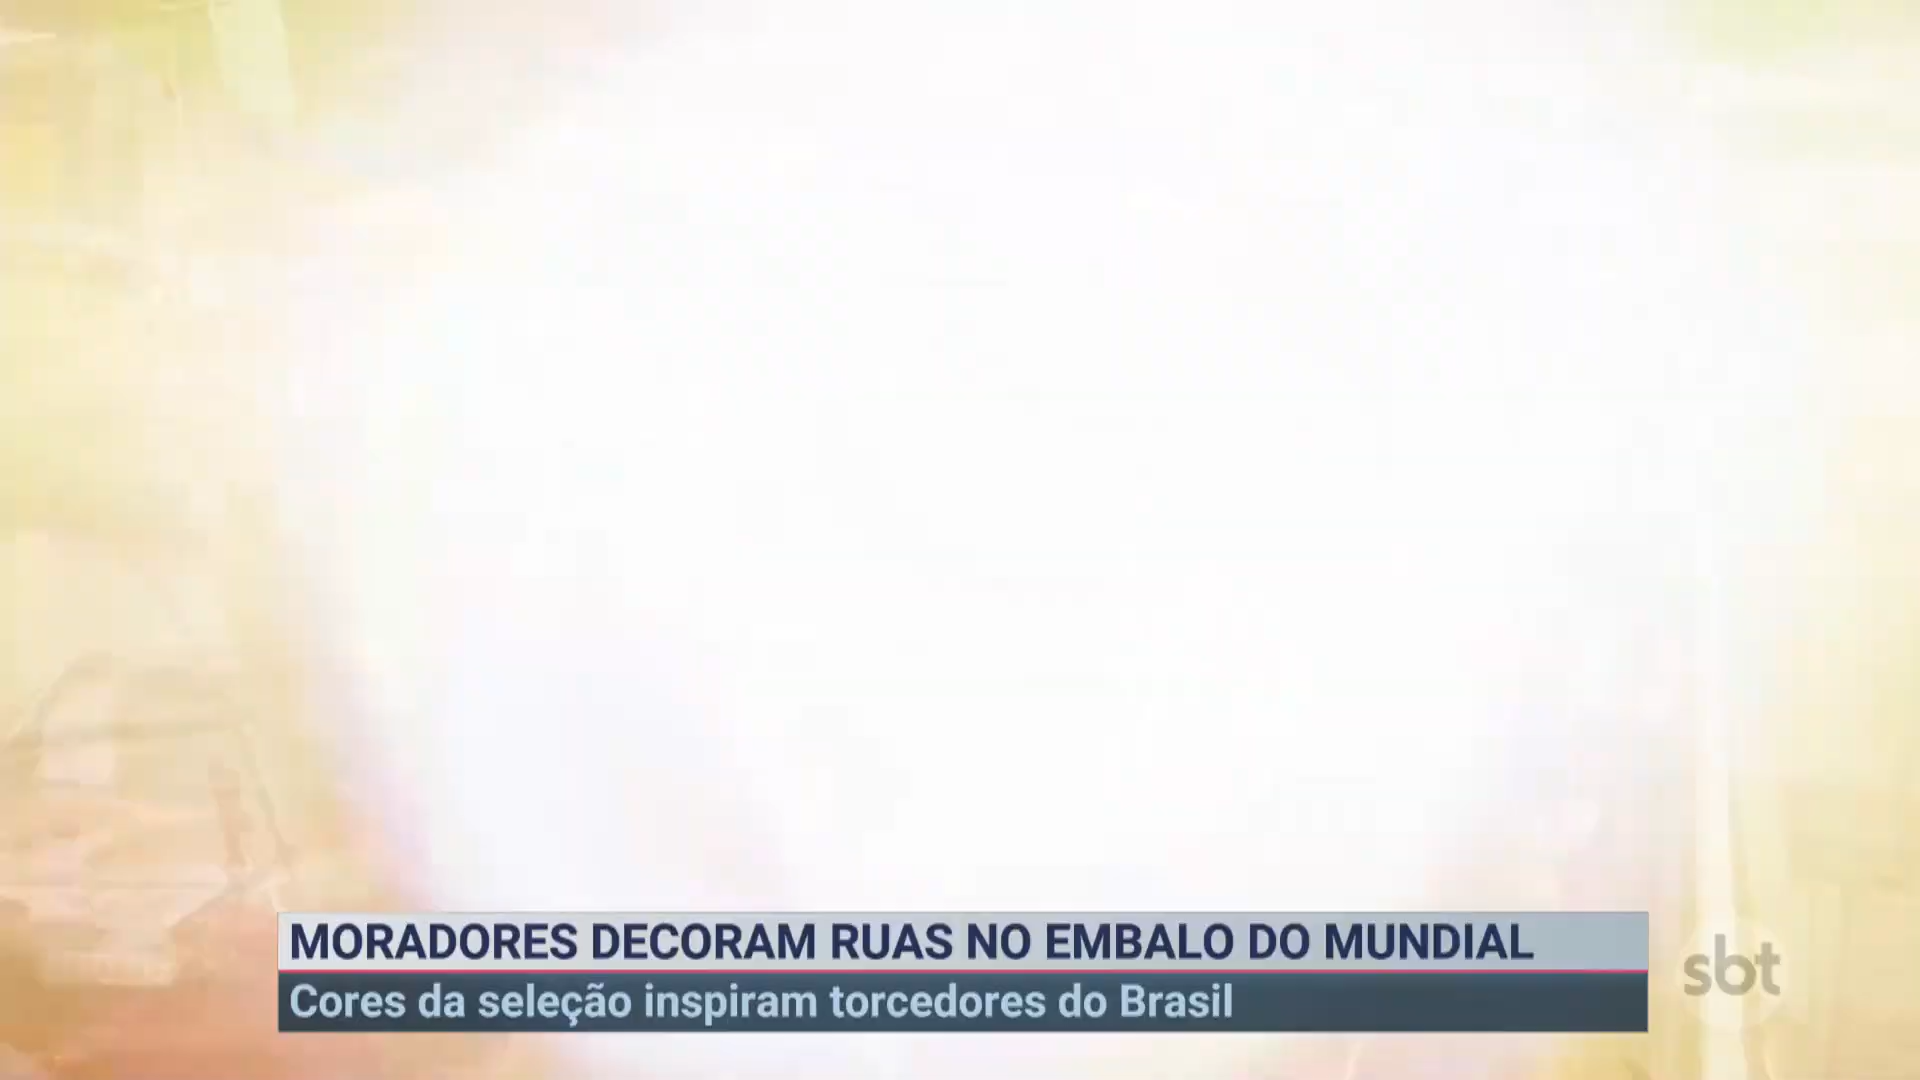 MORADORES DECORAM RUAS NO EMBALO DO MUNDIAL
Cores da seleção inspiram torcedores do Brasil
sbt